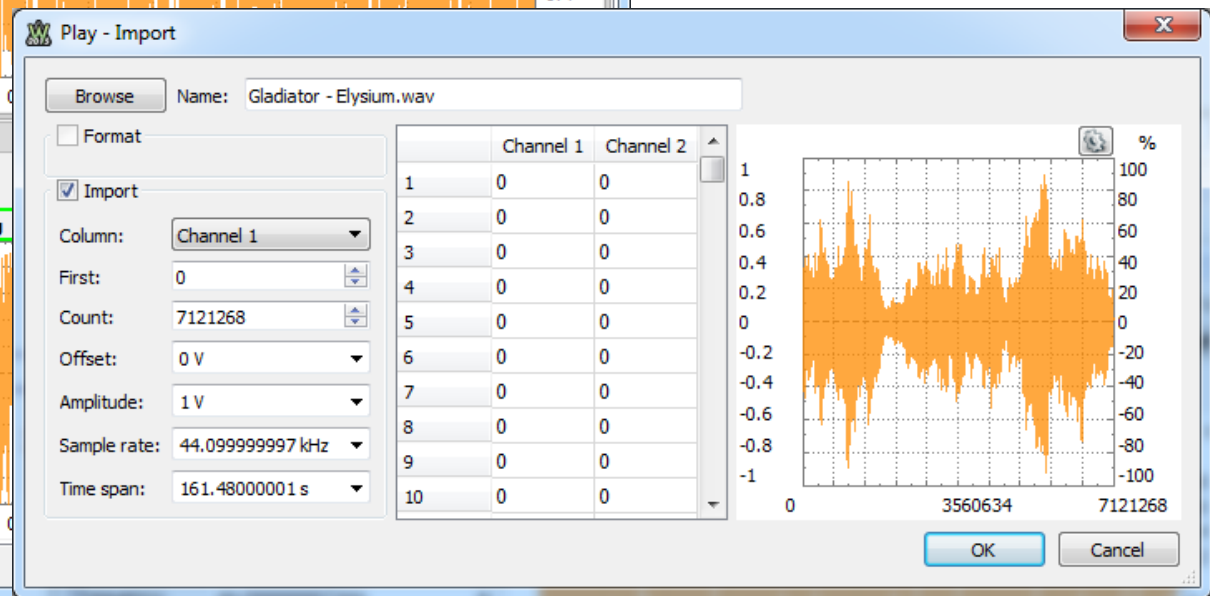 Play - Import
Browse Name: Gladiator - Elysium.wav
Format
Import
Column: Channel 1
First: 0
Count: 7121268
Offset: 0 V
Amplitude: 1 V
Sample rate: 44.099999997 kHz
Time span: 161.48000001 s
Channel 1 Channel 2
1 0 0
2 0 0
3 0 0
4 0 0
5 0 0
6 0 0
7 0 0
8 0 0
9 0 0
10 0 0
%
1 100
0.8 80
0.6 60
0.4 40
0.2 20
0 0
-0.2 -20
-0.4 -40
-0.6 -60
-0.8 -80
-1 -100
0 3560634 7121268
OK Cancel